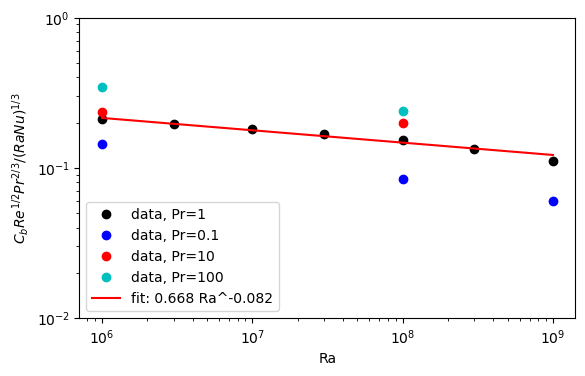 10^0
10^-1
10^-2
C_b Re^{1/2} Pr^{2/3}/(RaNu)^{1/3}
data, Pr=1
data, Pr=0.1
data, Pr=10
data, Pr=100
fit: 0.668 Ra^-0.082
10^6 10^7 10^8 10^9
Ra